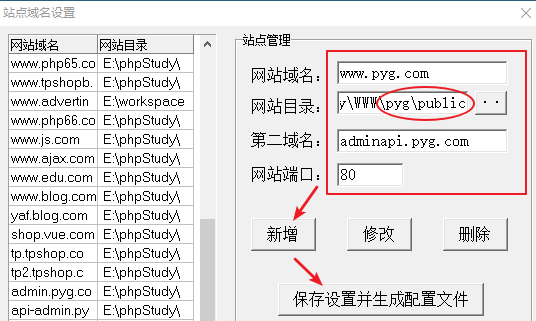 站点域名设置
网站域名 网站目录
www.php65.co E:\phpStudy\
www.tpshopb. E:\phpStudy\
www.advertin E:\workspace
www.php66.co E:\phpStudy\
www.js.com E:\phpStudy\
www.ajax.com E:\phpStudy\
www.edu.com E:\phpStudy\
www.blog.com E:\phpStudy\
yaf.blog.com E:\phpStudy\
shop.vue.com E:\phpStudy\
tp.tpshop.co E:\phpStudy\
tp2.tpshop.c E:\phpStudy\
admin.pyg.co E:\phpStudy\
api-admin.py E:\phpStudy\
站点管理
网站域名： www.pyg.com
网站目录： y\WWW\pyg\public ..
第二域名： adminapi.pyg.com
网站端口： 80
新增 修改 删除
保存设置并生成配置文件